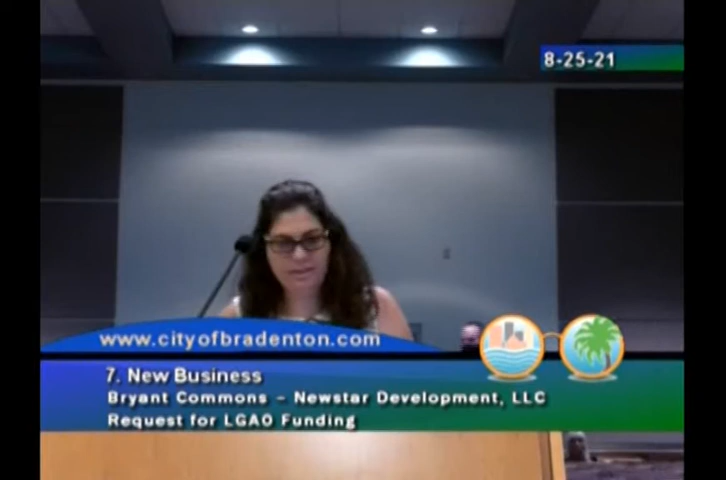 8-25-21
www.cityofbradenton.com
7. New Business
Bryant Commons - Newstar Development, LLC
Request for LGAO Funding